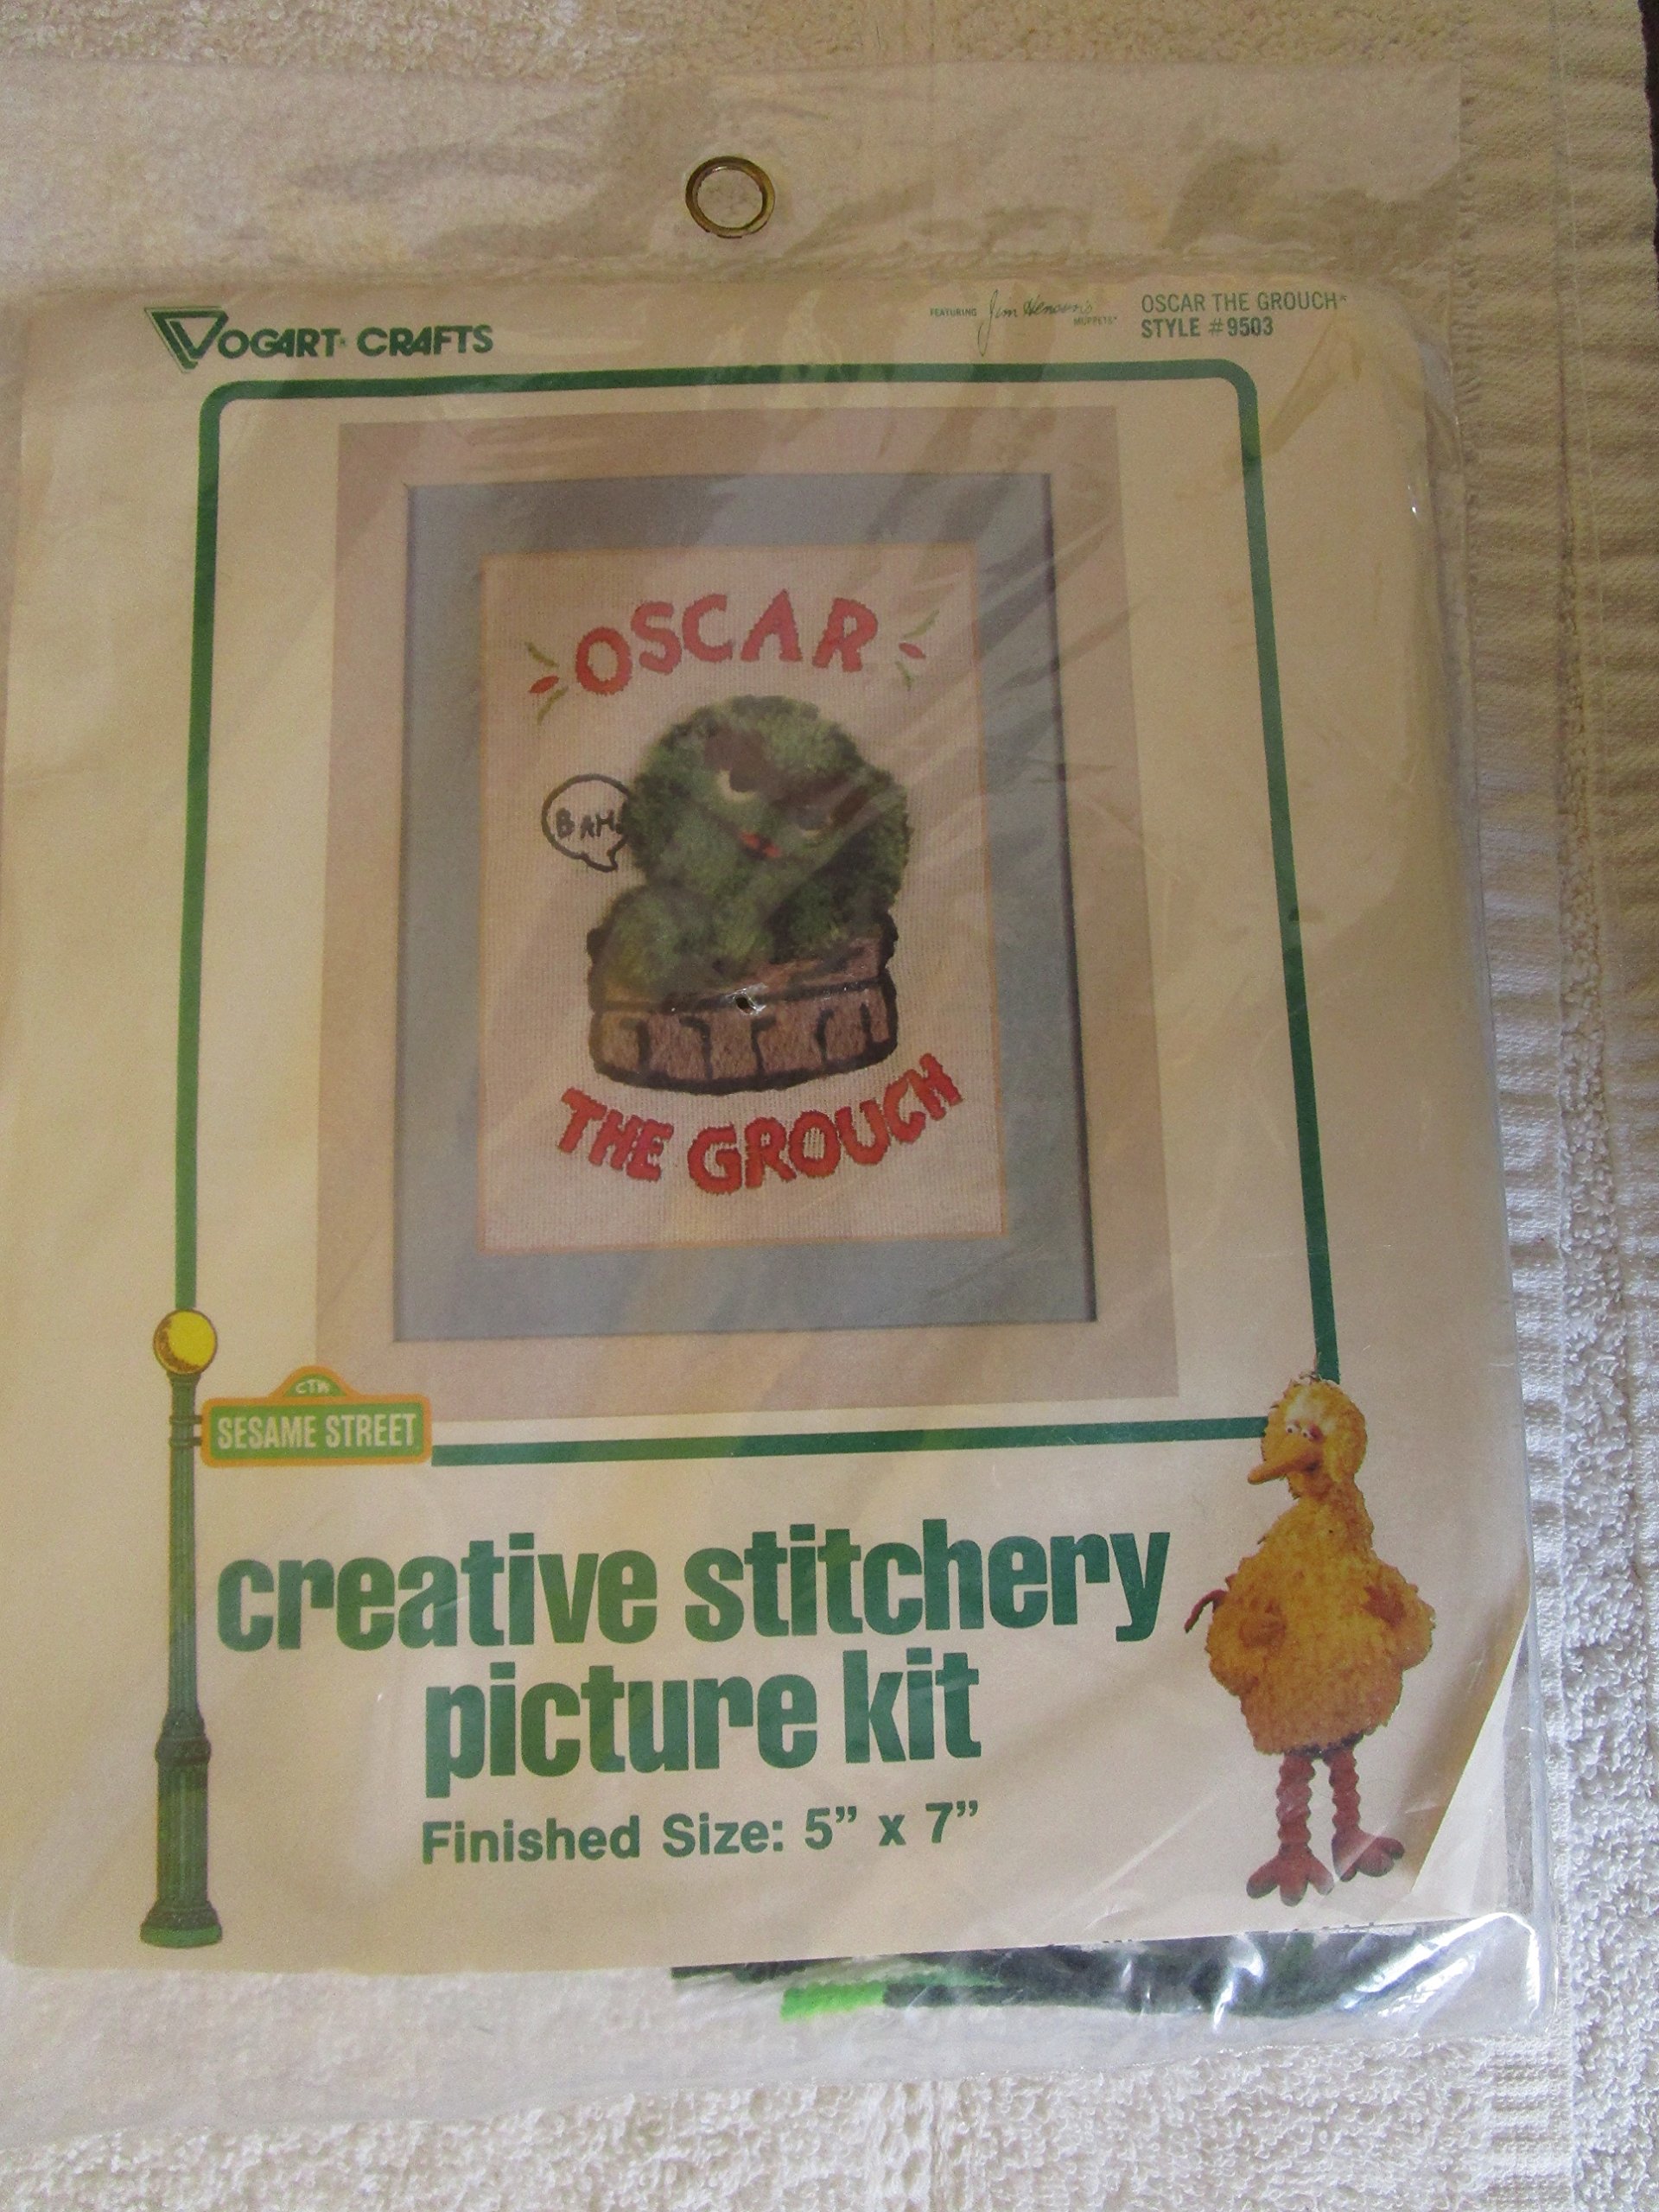 VOGART® CRAFTS
FEATURING Jim Henson's MUPPETS®
OSCAR THE GROUCH®
STYLE #9503
OSCAR
BAH
THE GROUCH
CTW
SESAME STREET
creative stitchery
picture kit
Finished Size: 5” x 7”